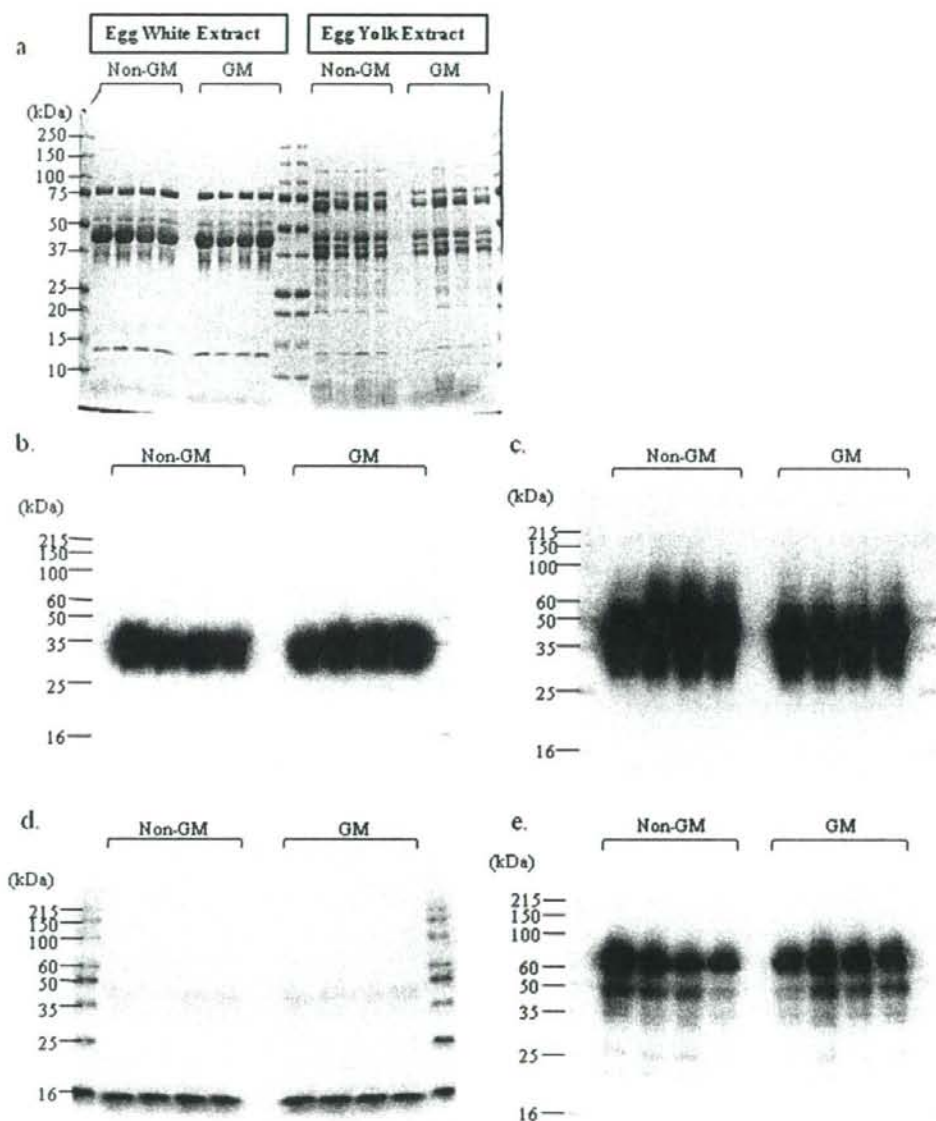 a
Egg White Extract
Egg Yolk Extract
Non-GM GM Non-GM GM
(kDa)
250
150
100
75
50
37
25
20
15
10
b.
Non-GM GM
(kDa)
215
150
100
60
50
35
25
16
c.
Non-GM GM
(kDa)
215
150
100
60
50
35
25
16
d.
Non-GM GM
(kDa)
215
150
100
60
50
35
25
16
e.
Non-GM GM
(kDa)
215
150
100
60
50
35
25
16